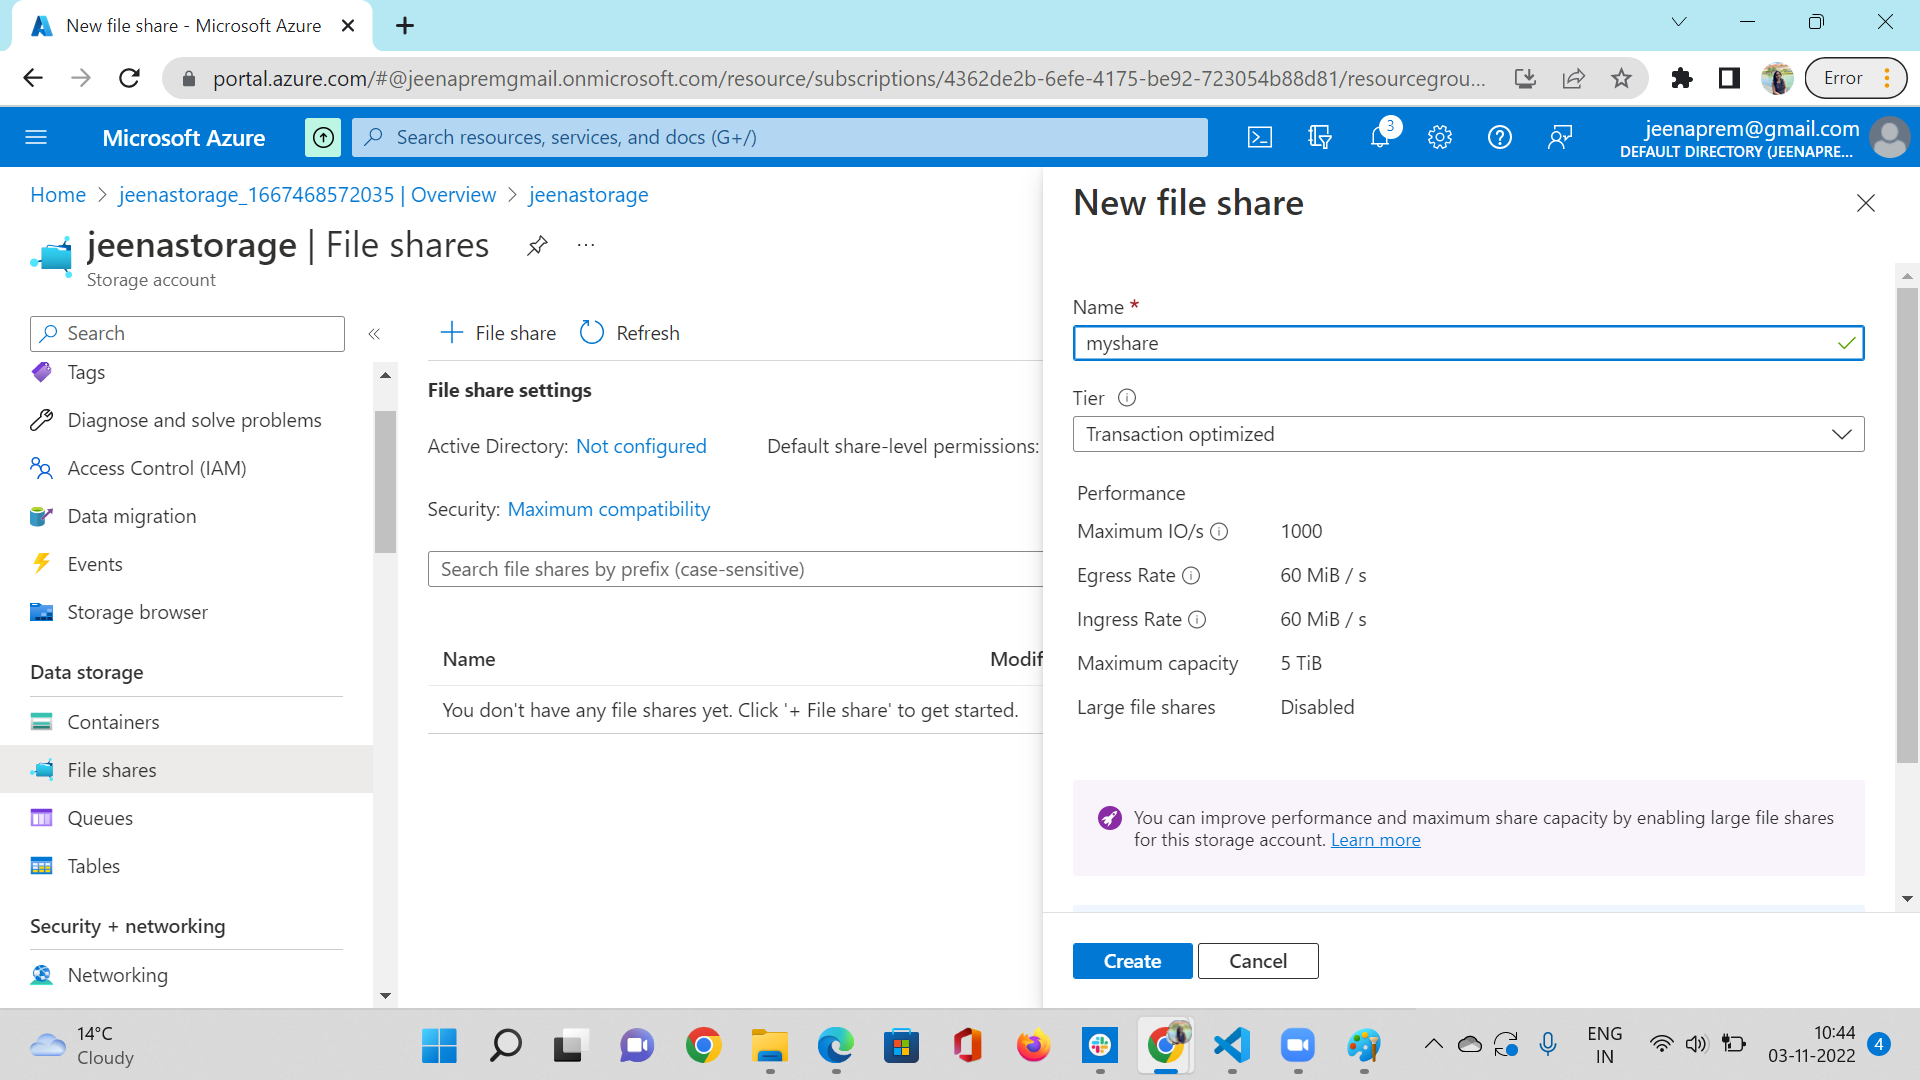 New file share - Microsoft Azure
portal.azure.com/#@jeenapremgmail.onmicrosoft.com/resource/subscriptions/4362de2b-6efe-4175-be92-723054b88d81/resourcegrou...
Error
Microsoft Azure
Search resources, services, and docs (G+/)
3
jeenaprem@gmail.com
DEFAULT DIRECTORY (JEENAPRE...
Home > jeenastorage_1667468572035 | Overview > jeenastorage
jeenastorage | File shares
...
Storage account
Search
«
Tags
Diagnose and solve problems
Access Control (IAM)
Data migration
Events
Storage browser
Data storage
Containers
File shares
Queues
Tables
Security + networking
Networking
+ File share
Refresh
File share settings
Active Directory: Not configured
Default share-level permissions:
Security: Maximum compatibility
Search file shares by prefix (case-sensitive)
Name
Modif
You don't have any file shares yet. Click '+ File share' to get started.
New file share
Name *
myshare
Tier
Transaction optimized
Performance
Maximum IO/s 1000
Egress Rate 60 MiB / s
Ingress Rate 60 MiB / s
Maximum capacity 5 TiB
Large file shares Disabled
You can improve performance and maximum share capacity by enabling large file shares
for this storage account. Learn more
Create
Cancel
14°C
Cloudy
ENG
IN
10:44
03-11-2022
4